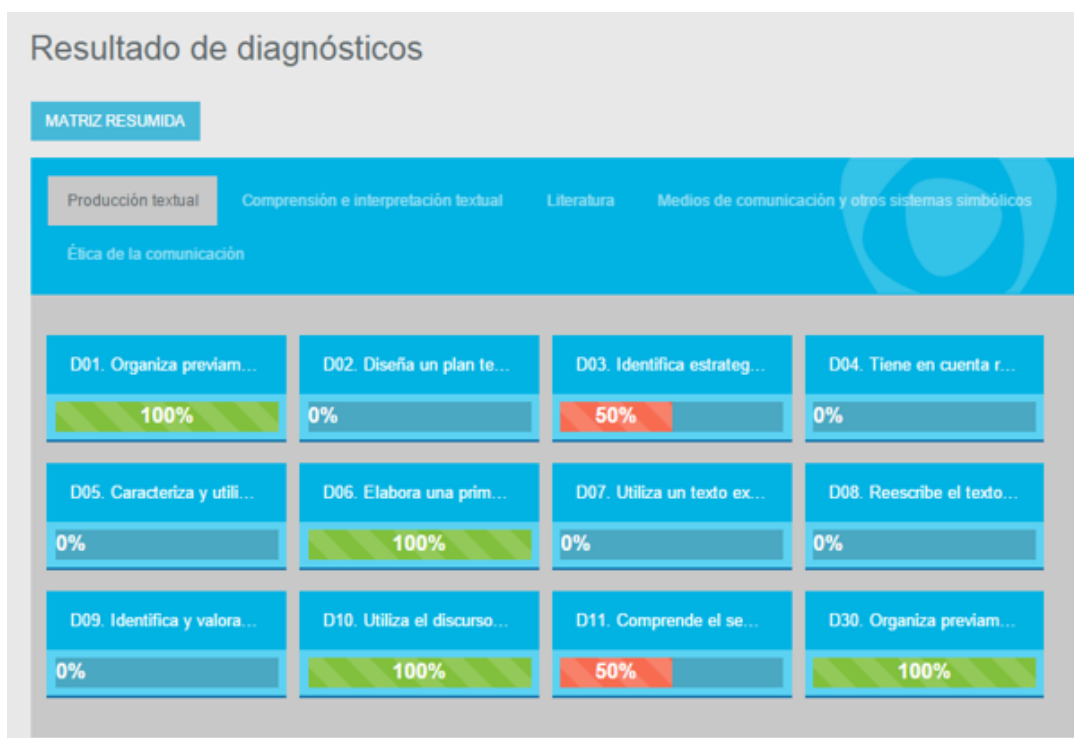 Resultado de diagnósticos
MATRIZ RESUMIDA
Producción textual Comprensión e interpretación textual Literatura Medios de comunicación y otros sistemas simbólicos
Ética de la comunicación
D01. Organiza previam... D02. Diseña un plan te... D03. Identifica estrateg... D04. Tiene en cuenta r...
100% 0% 50% 0%
D05. Caracteriza y utili... D06. Elabora una prim... D07. Utiliza un texto ex... D08. Reescribe el texto...
0% 100% 0% 0%
D09. Identifica y valora... D10. Utiliza el discurso... D11. Comprende el se... D30. Organiza previam...
0% 100% 50% 100%